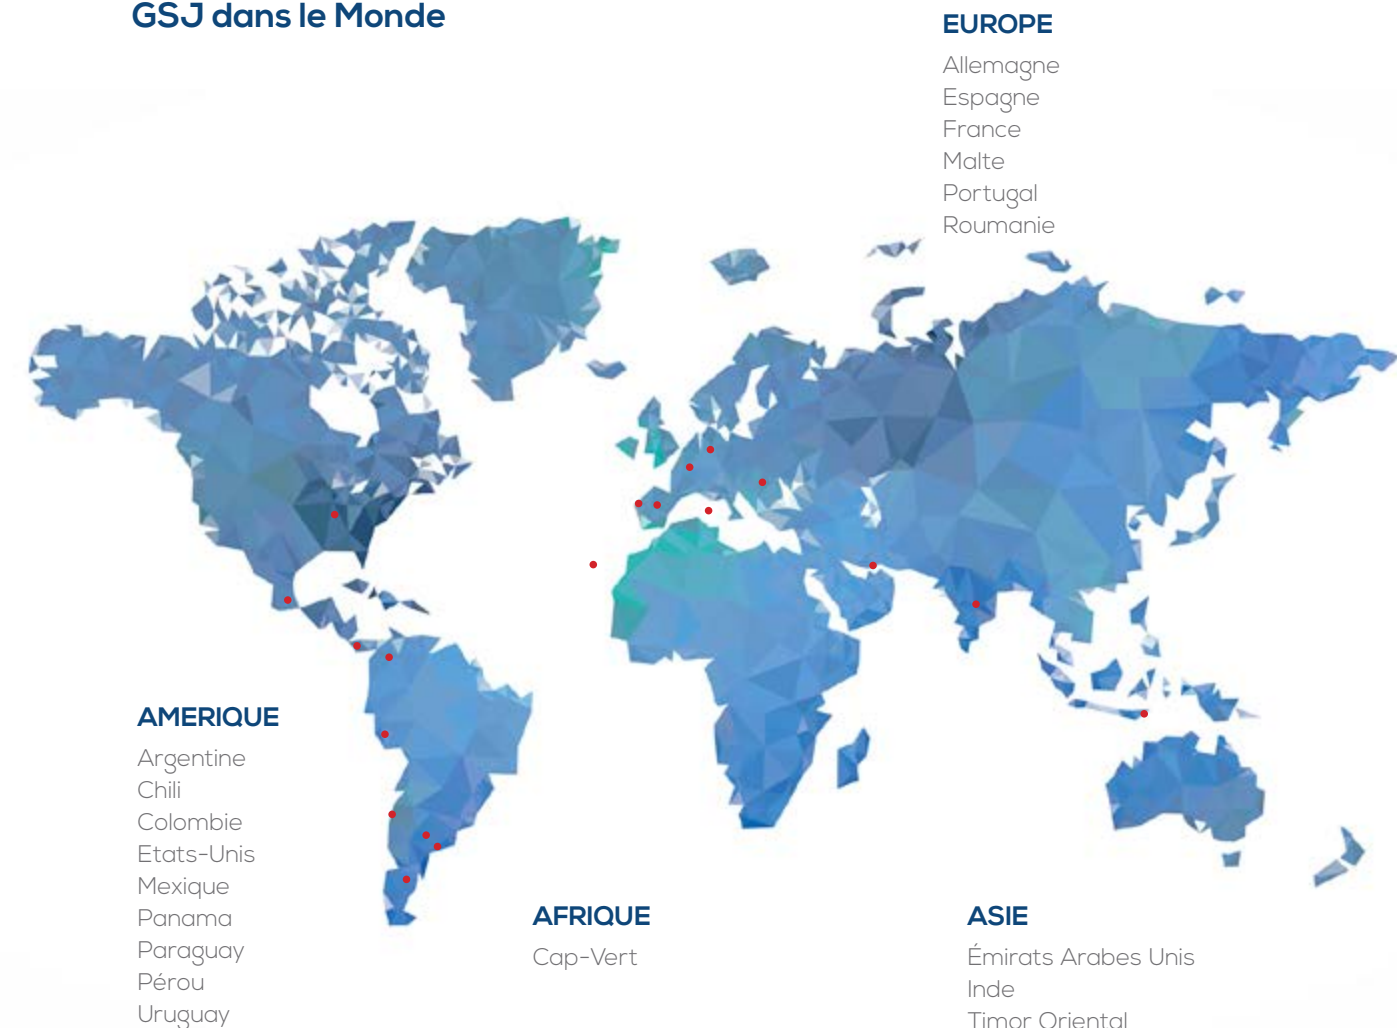 GSJ dans le Monde
EUROPE
Allemagne
Espagne
France
Malte
Portugal
Roumanie
AMERIQUE
Argentine
Chili
Colombie
Etats-Unis
Mexique
Panama
Paraguay
Pérou
Uruguay
AFRIQUE
Cap-Vert
ASIE
Émirats Arabes Unis
Inde
Timor Oriental